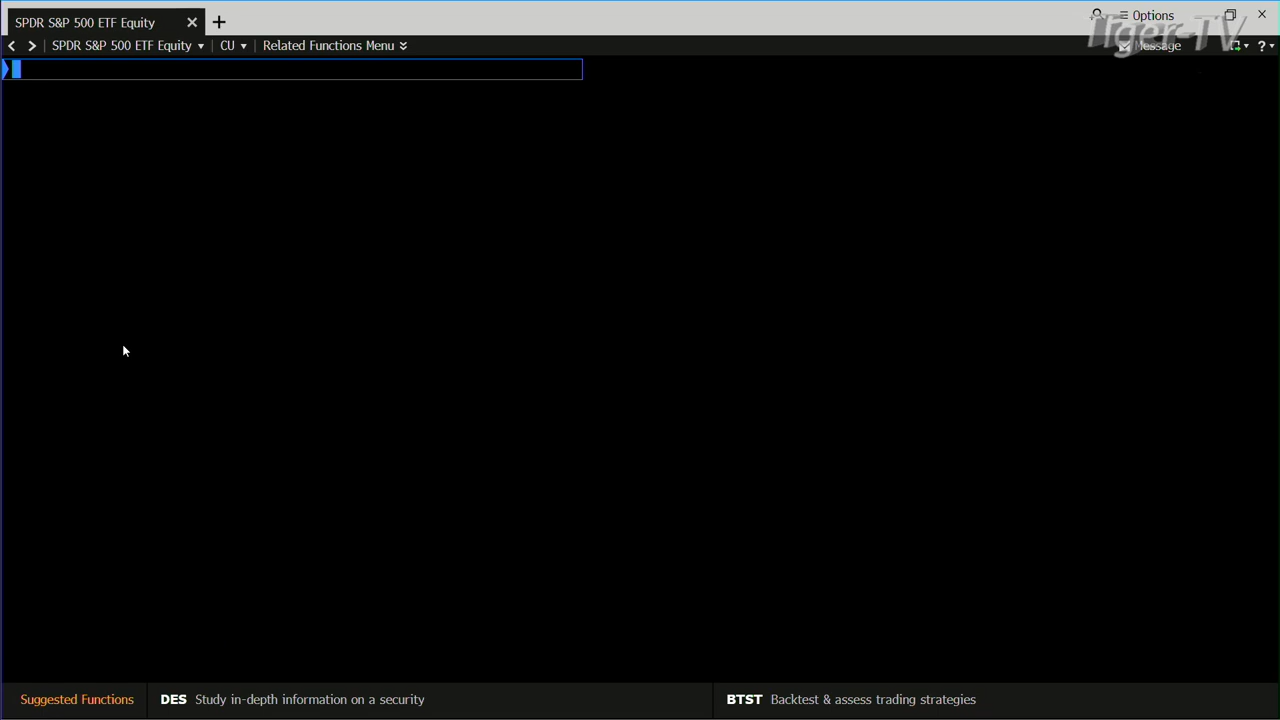 SPDR S&P 500 ETF Equity
Options
Tiger-TV
SPDR S&P 500 ETF Equity
CU
Related Functions Menu
Message
?
Suggested Functions
DES Study in-depth information on a security
BTST Backtest & assess trading strategies